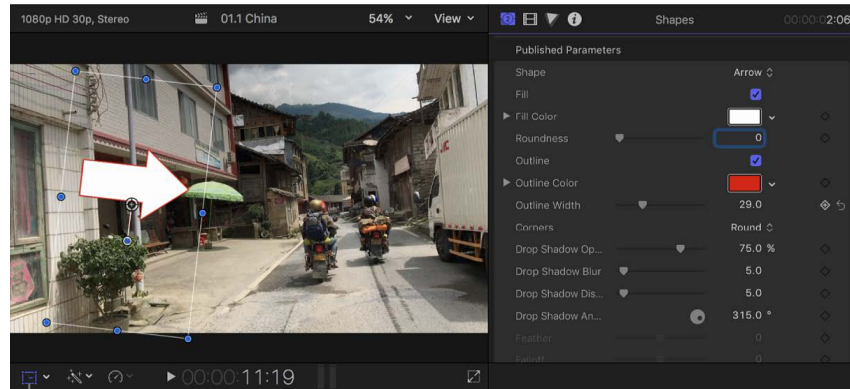 1080p HD 30p, Stereo
01.1 China
54%
View
Shapes
00:00:02:06
Published Parameters
Shape
Arrow
Fill
Fill Color
Roundness
0
Outline
Outline Color
Outline Width
29.0
Corners
Round
Drop Shadow Op...
75.0 %
Drop Shadow Blur
5.0
Drop Shadow Dis...
5.0
Drop Shadow An...
315.0 °
Feather
0
Falloff
0
00:00:11:19